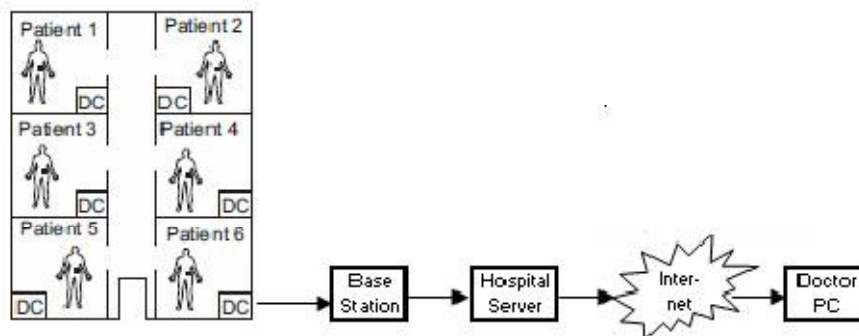 Patient 1
Patient 2
DC
DC
Patient 3
Patient 4
DC
DC
Patient 5
Patient 6
DC
DC
Base
Station
Hospital
Server
Inter-
net
Doctor
PC